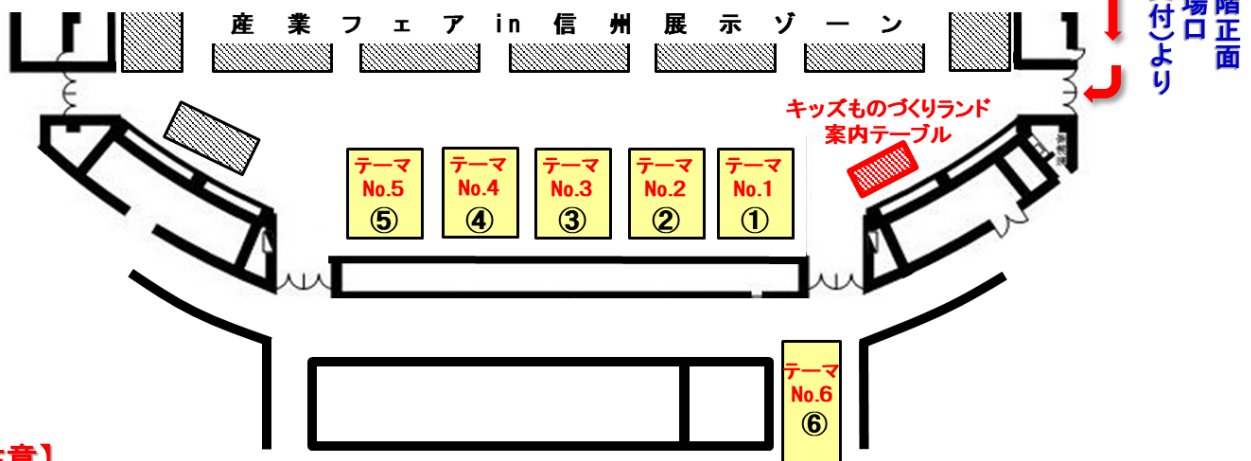 産業フェアin信州展示ゾーン
階正面
場口
付)より
キッズものづくりランド
案内テーブル
テーマ
No.5
⑤
テーマ
No.4
④
テーマ
No.3
③
テーマ
No.2
②
テーマ
No.1
①
テーマ
No.6
⑥
意】